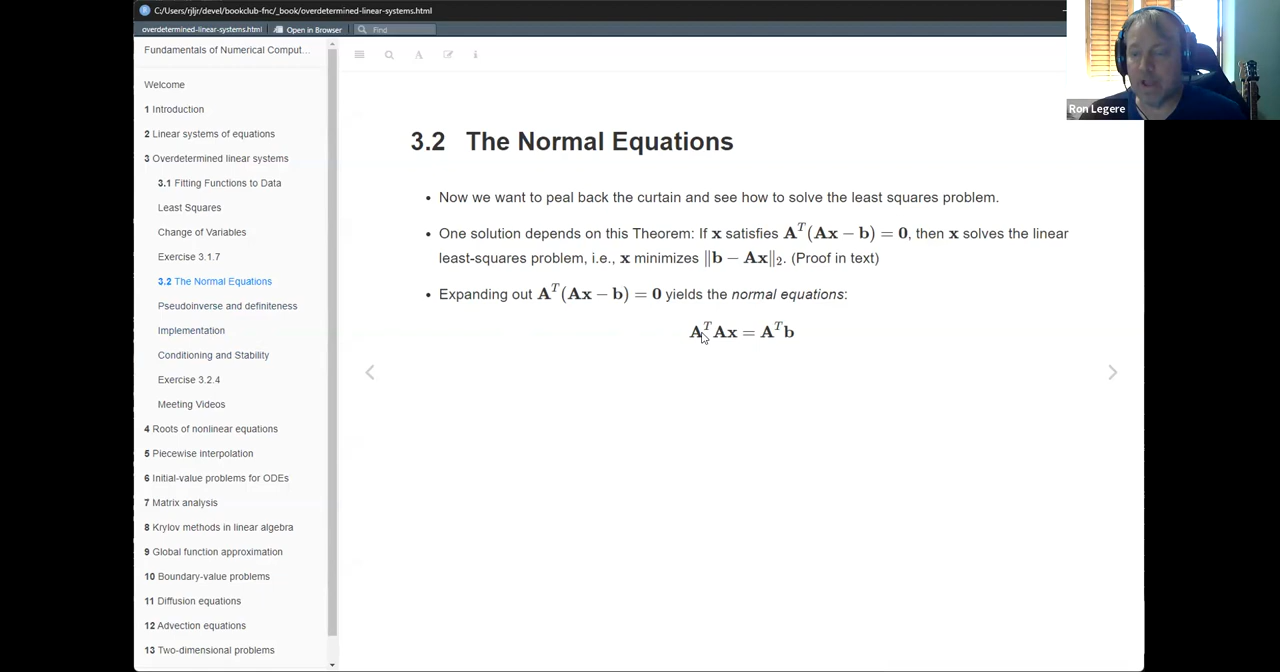 C:/Users/rjljr/devel/bookclub-fnc/_book/overdetermined-linear-systems.html
overdetermined-linear-systems.html Open in Browser Find
Fundamentals of Numerical Comput...
Welcome
1 Introduction
2 Linear systems of equations
3 Overdetermined linear systems
3.1 Fitting Functions to Data
Least Squares
Change of Variables
Exercise 3.1.7
3.2 The Normal Equations
Pseudoinverse and definiteness
Implementation
Conditioning and Stability
Exercise 3.2.4
Meeting Videos
4 Roots of nonlinear equations
5 Piecewise interpolation
6 Initial-value problems for ODEs
7 Matrix analysis
8 Krylov methods in linear algebra
9 Global function approximation
10 Boundary-value problems
11 Diffusion equations
12 Advection equations
13 Two-dimensional problems
3.2 The Normal Equations
• Now we want to peal back the curtain and see how to solve the least squares problem.
• One solution depends on this Theorem: If x satisfies Aᵀ(Ax − b) = 0, then x solves the linear
least-squares problem, i.e., x minimizes ‖b − Ax‖₂. (Proof in text)
• Expanding out Aᵀ(Ax − b) = 0 yields the normal equations:
AᵀAx = Aᵀb
Ron Legere